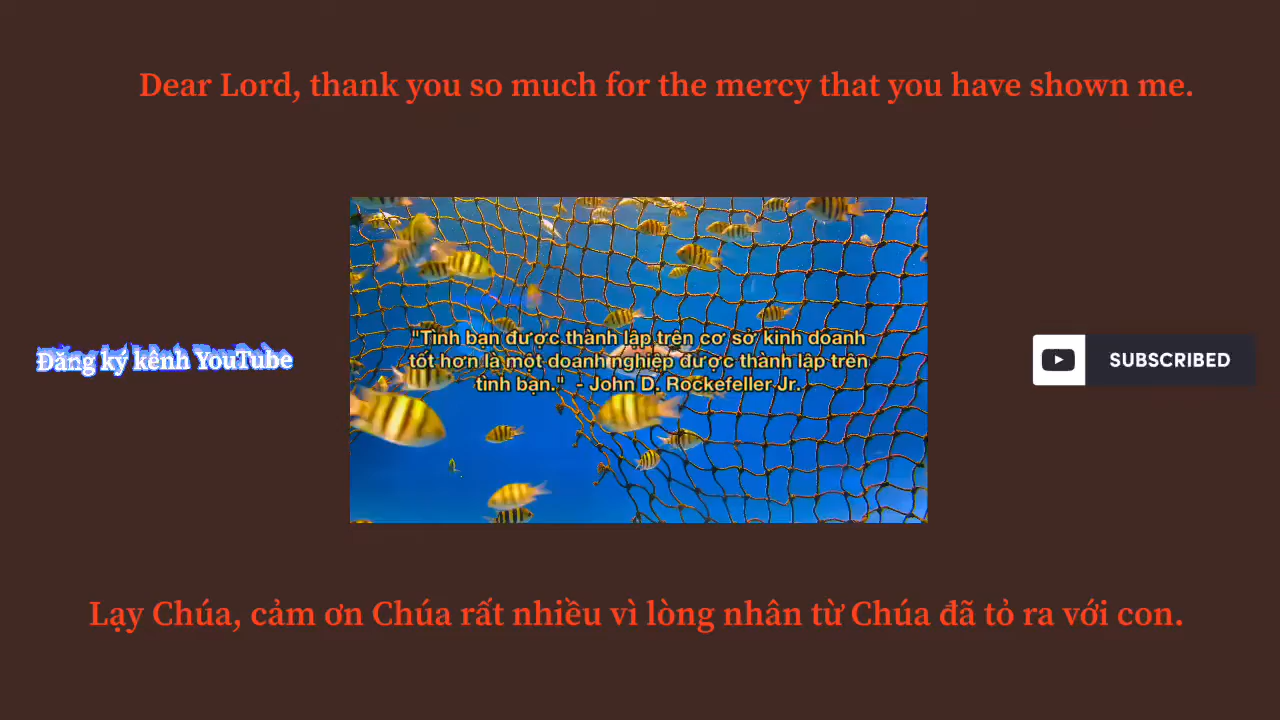 Dear Lord, thank you so much for the mercy that you have shown me.
"Tình bạn được thành lập trên cơ sở kinh doanh
tốt hơn là một doanh nghiệp được thành lập trên
tình bạn." - John D. Rockefeller Jr.
Đăng ký kênh YouTube
SUBSCRIBED
Lạy Chúa, cảm ơn Chúa rất nhiều vì lòng nhân từ Chúa đã tỏ ra với con.